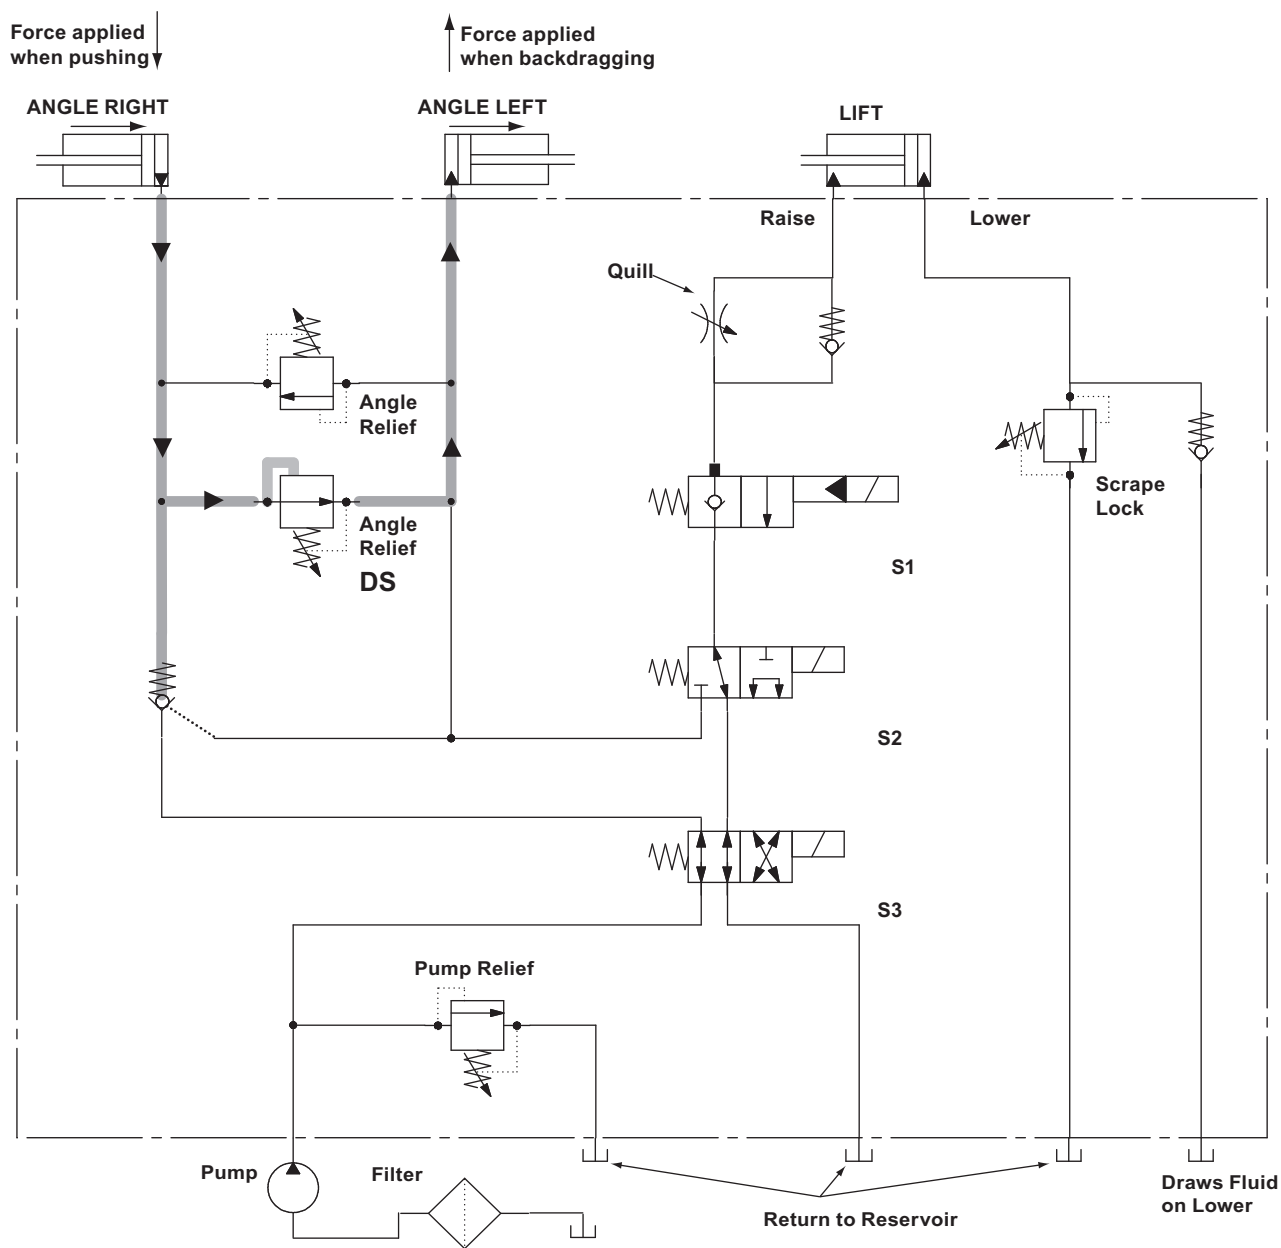 Force applied
when pushing
Force applied
when backdragging
ANGLE RIGHT
ANGLE LEFT
LIFT
Raise
Lower
Quill
Angle
Relief
Angle
Relief
DS
Scrape
Lock
S1
S2
S3
Pump Relief
Pump
Filter
Return to Reservoir
Draws Fluid
on Lower